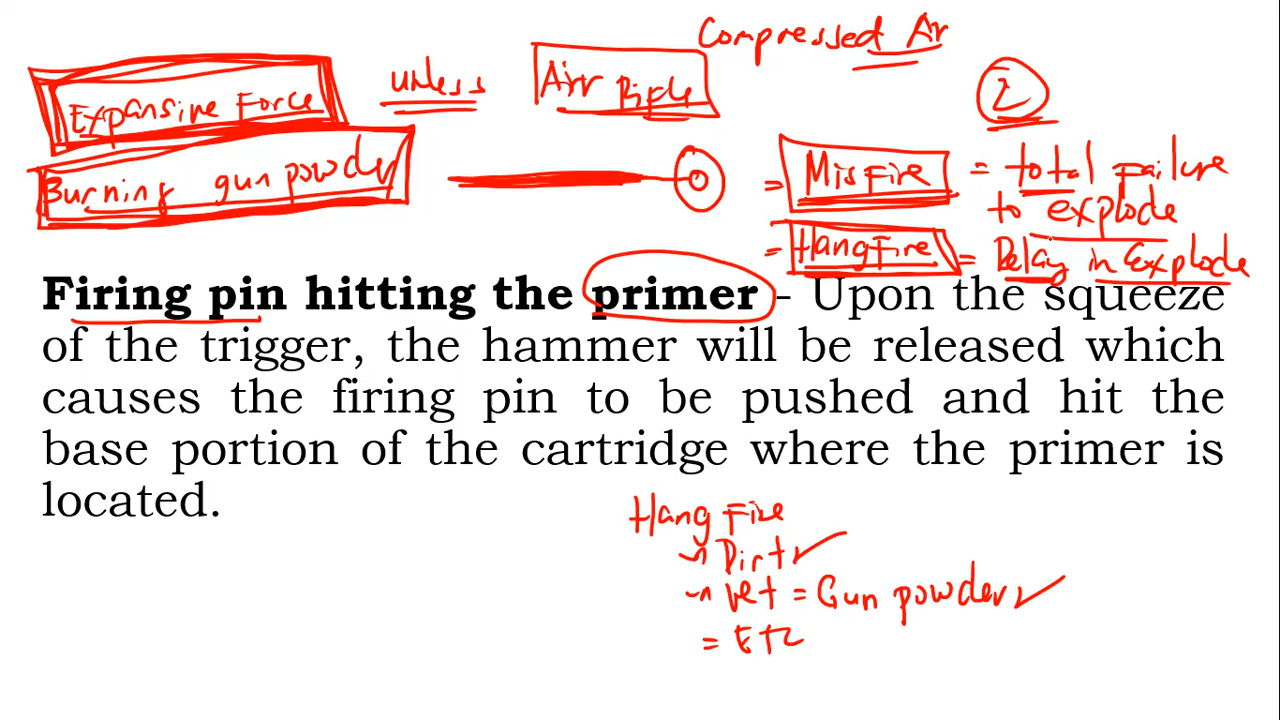 Compressed Air
Expansive Force unless Air Rifle
2
Burning gun powder
= Misfire = total failure
to explode
= HangFire = Delay in Explode
Firing pin hitting the primer - Upon the squeeze
of the trigger, the hammer will be released which
causes the firing pin to be pushed and hit the
base portion of the cartridge where the primer is
located.
Hang Fire
Dirt ✓
wet = Gun powder ✓
= Etc